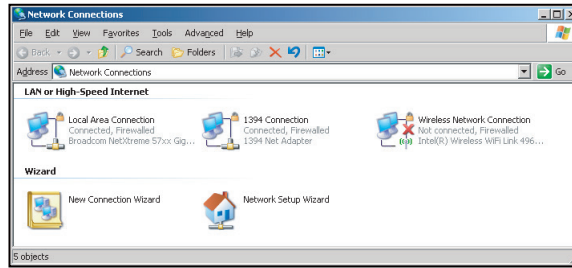 Network Connections
File Edit View Favorites Tools Advanced Help
Back Search Folders
Address Network Connections Go
LAN or High-Speed Internet
Local Area Connection
Connected, Firewalled
Broadcom NetXtreme 57xx Gig...
1394 Connection
Connected, Firewalled
1394 Net Adapter
Wireless Network Connection
Not connected, Firewalled
Intel(R) Wireless WiFi Link 496...
Wizard
New Connection Wizard
Network Setup Wizard
5 objects